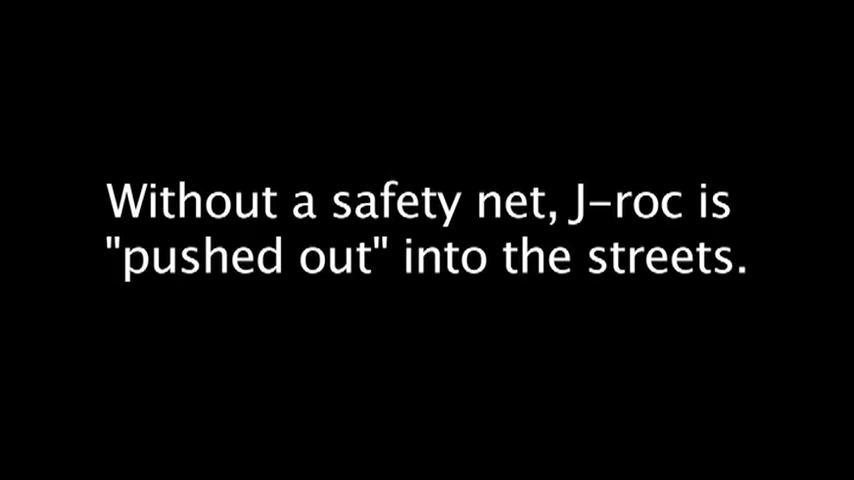 Without a safety net, J-roc is
"pushed out" into the streets.